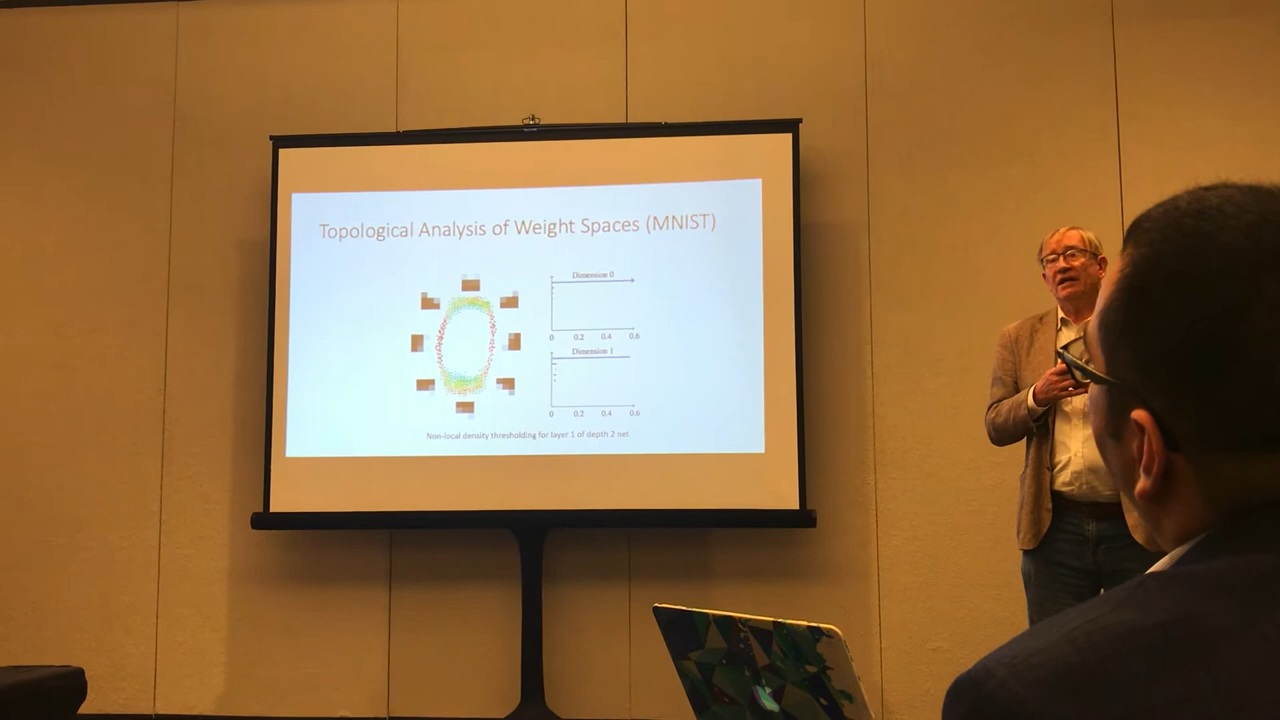 Topological Analysis of Weight Spaces (MNIST)
Dimension 0
0 0.2 0.4 0.6
Dimension 1
0 0.2 0.4 0.6
Non-local density thresholding for layer 1 of depth 2 net